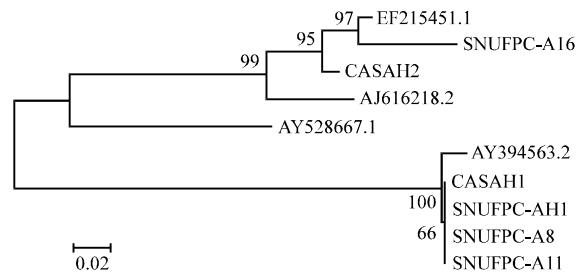 97
EF215451.1
95
SNUFPC-A16
99
CASAH2
AJ616218.2
AY528667.1
AY394563.2
CASAH1
100
SNUFPC-AH1
66
SNUFPC-A8
SNUFPC-A11
0.02